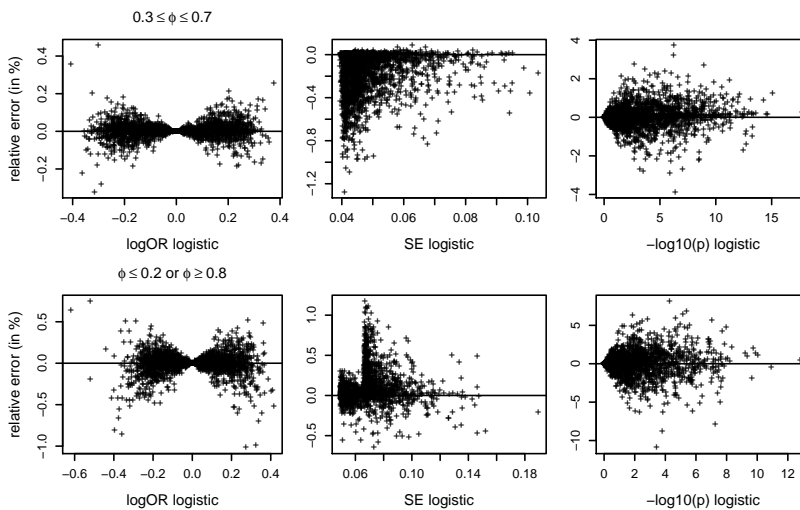 0.3 ≤ ϕ ≤ 0.7
relative error (in %)
−0.2 0.0 0.2 0.4
−0.4 −0.2 0.0 0.2 0.4
logOR logistic
−1.2 −0.8 −0.4 0.0
0.04 0.06 0.08 0.10
SE logistic
−4 −2 0 2 4
0 5 10 15
−log10(p) logistic
ϕ ≤ 0.2 or ϕ ≥ 0.8
relative error (in %)
−1.0 −0.5 0.0 0.5
−0.6 −0.4 −0.2 0.0 0.2 0.4
logOR logistic
−0.5 0.0 0.5 1.0
0.06 0.10 0.14 0.18
SE logistic
−10 −5 0 5
0 2 4 6 8 10 12
−log10(p) logistic